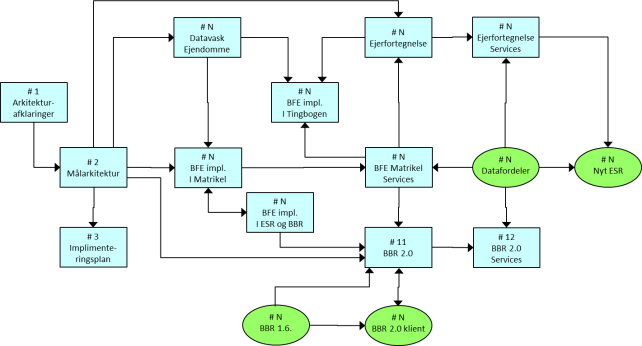 # N
Datavask
Ejendomme
# N
Ejerfortegnelse
# N
Ejerfortegnelse
Services
# 1
Arkitektur-
afklaringer
# N
BFE impl.
I Tingbogen
# 2
Målarkitektur
# N
BFE impl.
I Matrikel
# N
BFE Matrikel
Services
# N
Datafordeler
# N
Nyt ESR
# N
BFE impl.
I ESR og BBR
# 3
Implimente-
ringsplan
# 11
BBR 2.0
# 12
BBR 2.0
Services
# N
BBR 1.6.
# N
BBR 2.0 klient